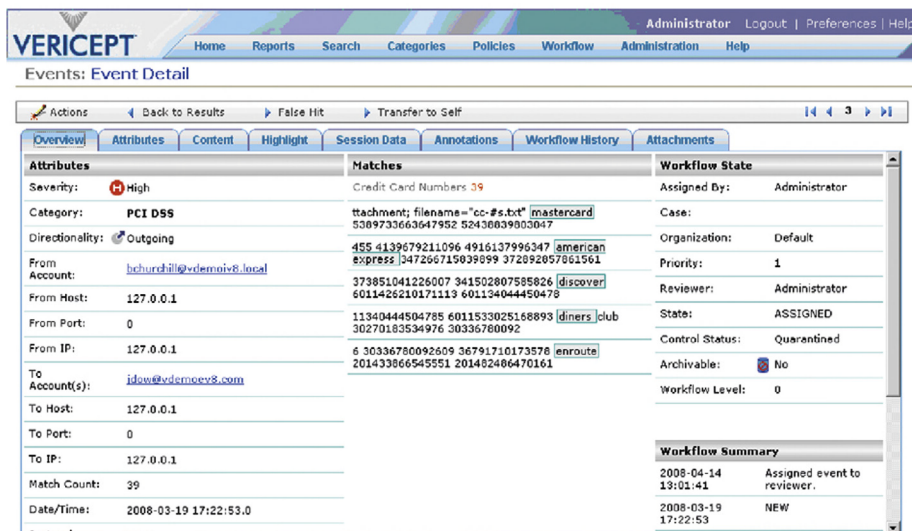 VERICEPT
Administrator Logout | Preferences | Help
Home Reports Search Categories Policies Workflow Administration Help
Events: Event Detail
Actions Back to Results False Hit Transfer to Self 3
Overview Attributes Content Highlight Session Data Annotations Workflow History Attachments
Attributes
Severity: H High
Category: PCI DSS
Directionality: Outgoing
From
Account: bchurchill@vdemoiv8.local
From Host: 127.0.0.1
From Port: 0
From IP: 127.0.0.1
To
Account(s): jdow@vdemoev8.com
To Host: 127.0.0.1
To Port: 0
To IP: 127.0.0.1
Match Count: 39
Date/Time: 2008-03-19 17:22:53.0
Matches
Credit Card Numbers 39
ttachment; filename="cc-#s.txt" mastercard
5389733663647952 52438839803047
455 4139679211096 4916137996347 american
express 347266715839899 372892857861561
373851041226007 341502807585826 discover
6011426210171113 601134044450478
11340444504785 6011533025168893 diners club
30270183534976 30336780092
6 30336780092609 36791710173578 enroute
201433866545551 201482486470161
Workflow State
Assigned By: Administrator
Case:
Organization: Default
Priority: 1
Reviewer: Administrator
State: ASSIGNED
Control Status: Quarantined
Archivable: No
Workflow Level: 0
Workflow Summary
2008-04-14 Assigned event to
13:01:41 reviewer.
2008-03-19 NEW
17:22:53